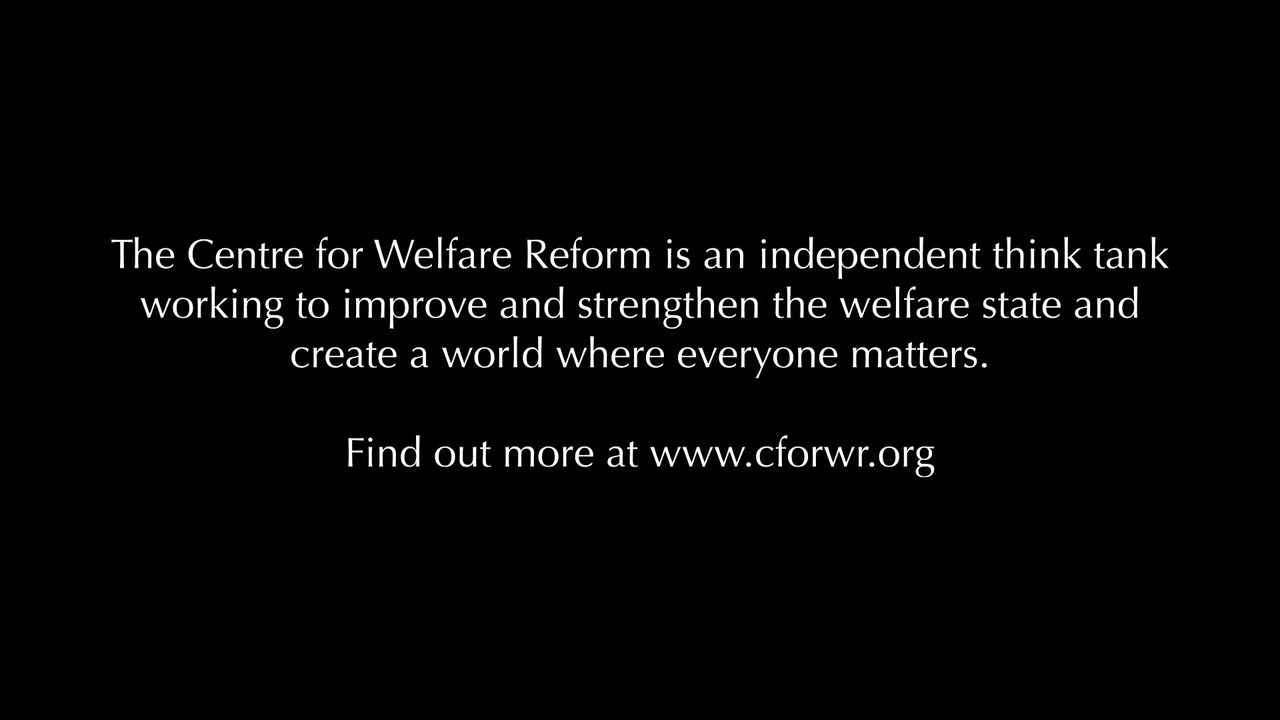 The Centre for Welfare Reform is an independent think tank
working to improve and strengthen the welfare state and
create a world where everyone matters.
Find out more at www.cforwr.org